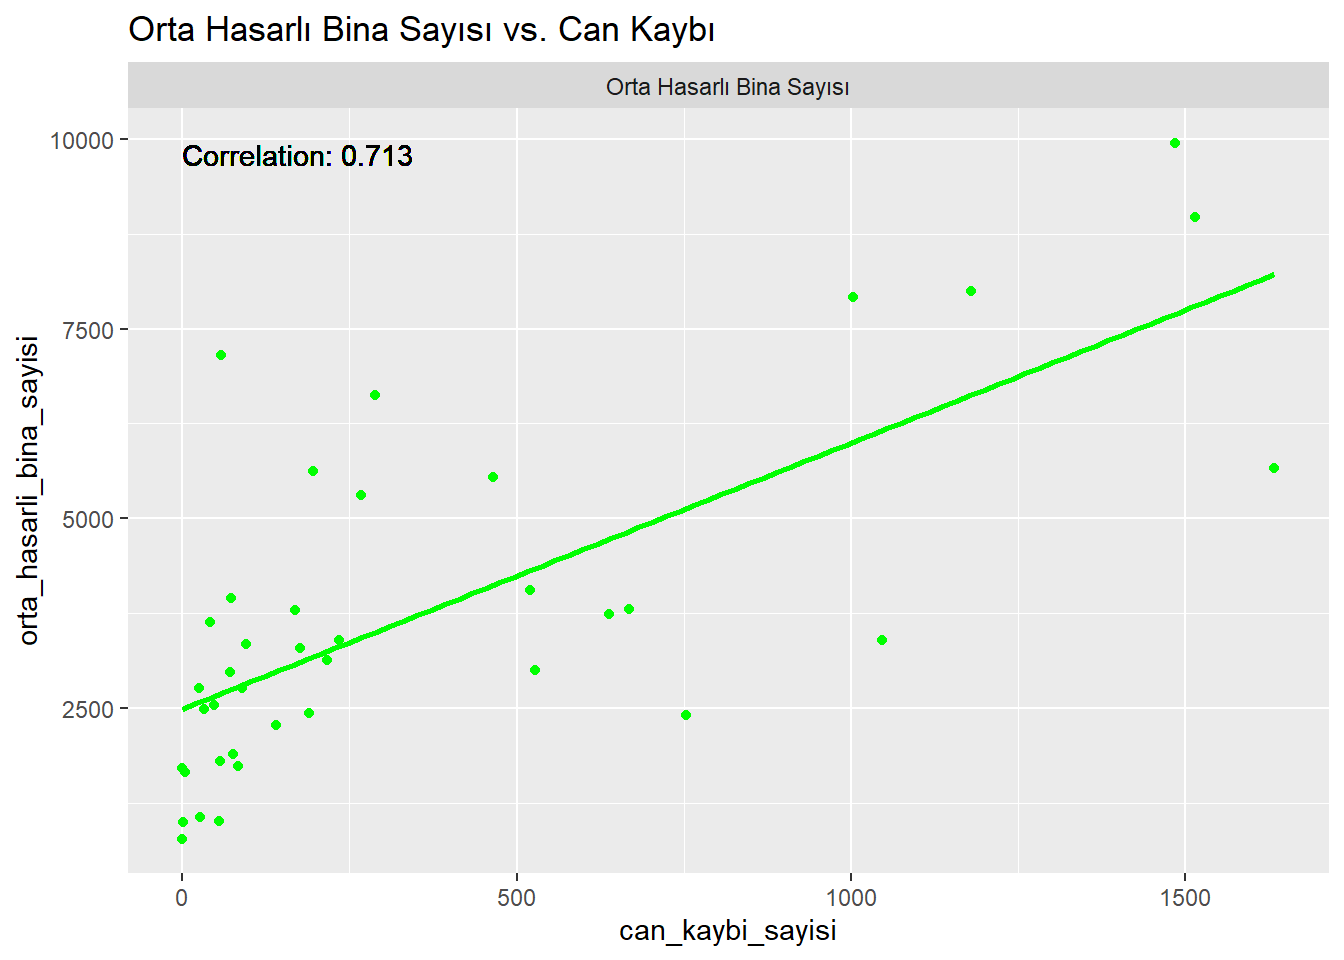 Orta Hasarlı Bina Sayısı vs. Can Kaybı
Orta Hasarlı Bina Sayısı
Correlation: 0.713
orta_hasarli_bina_sayisi
10000
7500
5000
2500
0
500
1000
1500
can_kaybi_sayisi